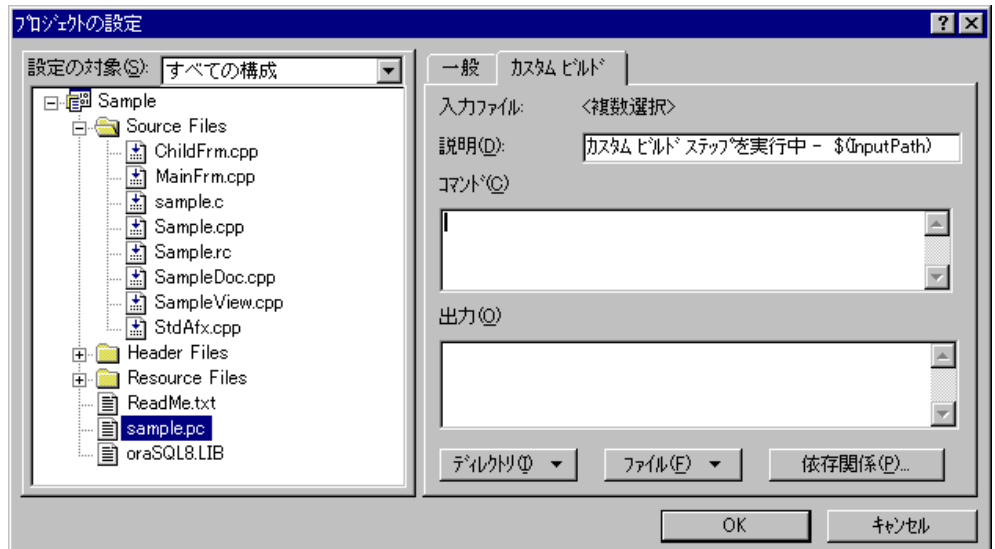 プロジェクトの設定
設定の対象(S): すべての構成
Sample
Source Files
ChildFrm.cpp
MainFrm.cpp
sample.c
Sample.cpp
Sample.rc
SampleDoc.cpp
SampleView.cpp
StdAfx.cpp
Header Files
Resource Files
ReadMe.txt
sample.pc
oraSQL8.LIB
一般 カスタム ビルド
入力ファイル: <複数選択>
説明(D): カスタム ビルド ステップを実行中 - $(InputPath)
コマンド(C)
出力(O)
ディレクトリ(I) ファイル(F) 依存関係(P)...
OK キャンセル